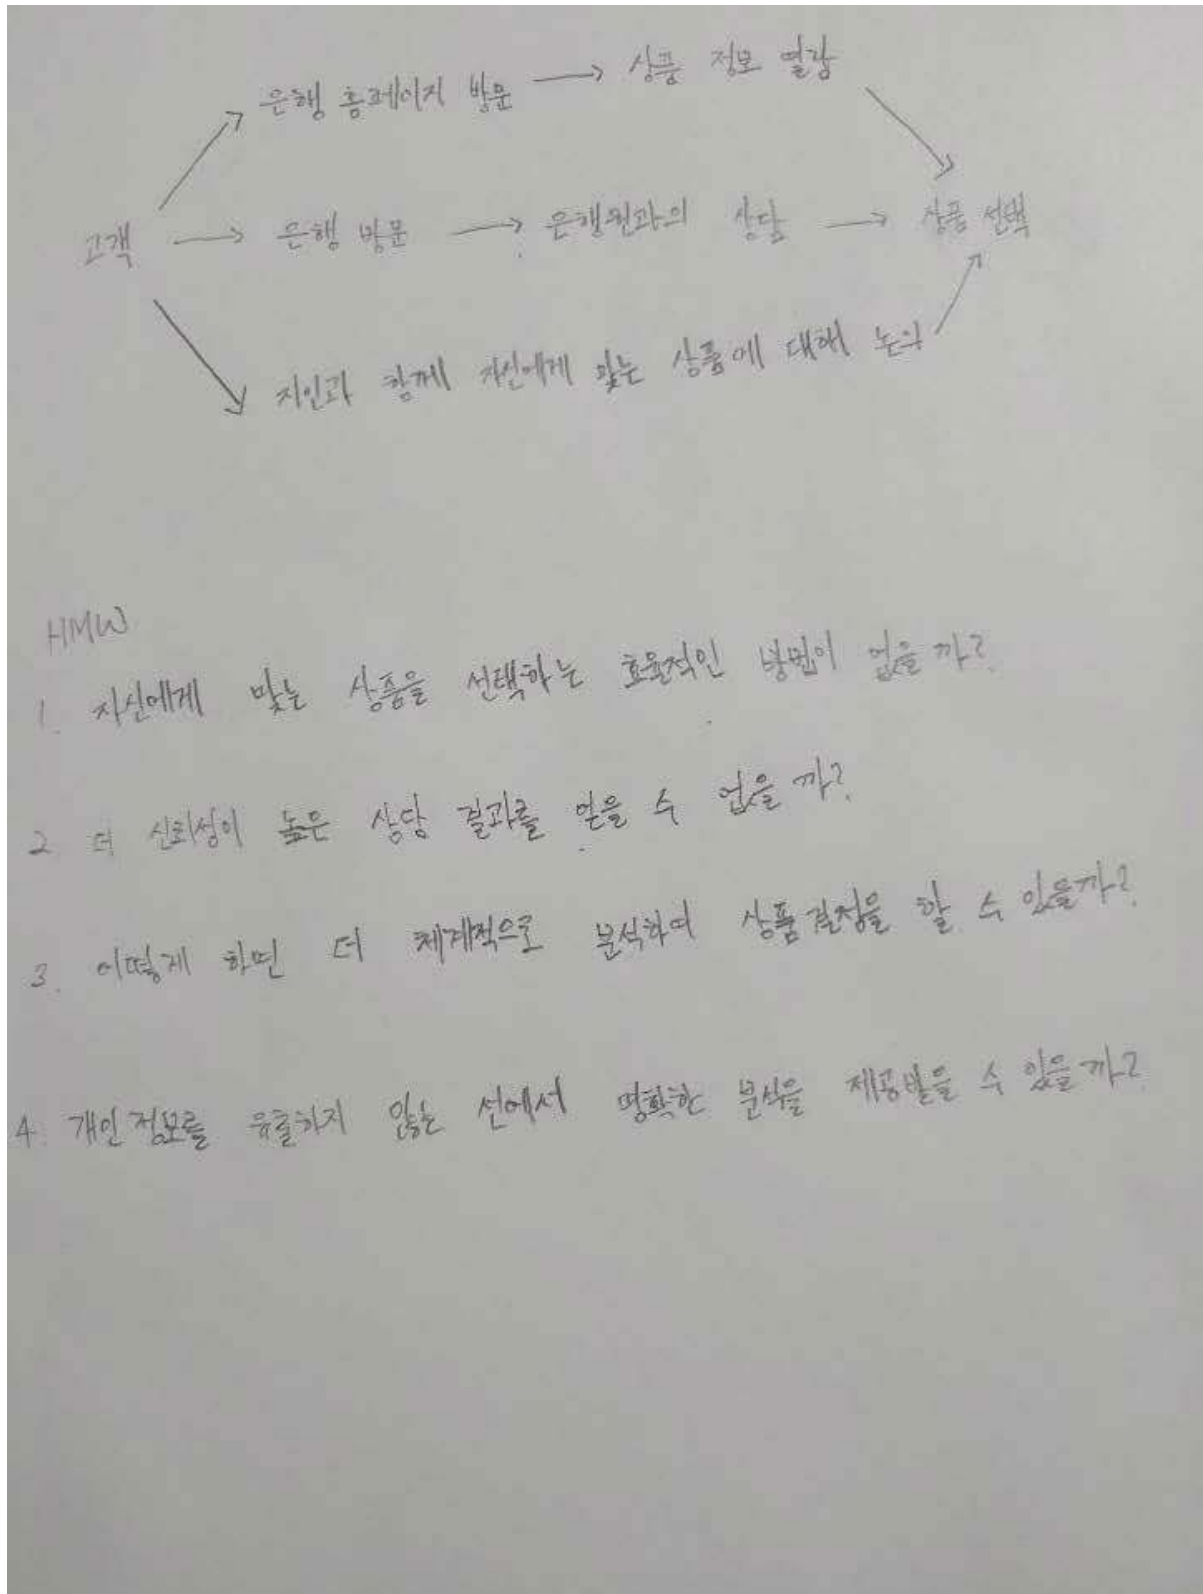 은행 홈페이지 방문 → 상품 정보 열람
고객 → 은행 방문 → 은행원과의 상담 → 상품 선택
지인과 함께 자신에게 맞는 상품에 대해 논의
HMW
1. 자신에게 맞는 상품을 선택하는 효율적인 방법이 없을까?
2. 더 신뢰성이 높은 상담 결과를 얻을 수 없을까?
3. 어떻게 하면 더 체계적으로 분석하여 상품결정을 할 수 있을까?
4. 개인정보를 유출하지 않는 선에서 명확한 분석을 제공받을 수 있을까?